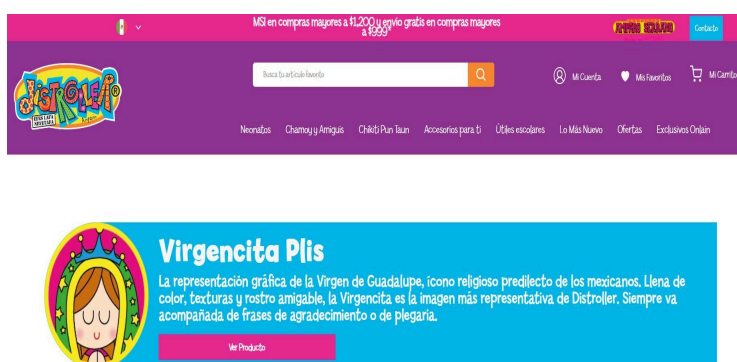 MSI en compras mayores a $1,200 y envío gratis en compras mayores
a $999*
Contacto
DISTROLLER
Busca tu artículo favorito
Mi Cuenta
Mis Favoritos
Mi Carrito
Neonatos
Chamoy y Amiguis
Chikiti Pun Taun
Accesorios para ti
Útiles escolares
Lo Más Nuevo
Ofertas
Exclusivos Onlain
Virgencita Plis
La representación gráfica de la Virgen de Guadalupe, icono religioso predilecto de los mexicanos. Llena de
color, texturas y rostro amigable, la Virgencita es la imagen más representativa de Distroller. Siempre va
acompañada de frases de agradecimiento o de plegaria.
Ver Producto